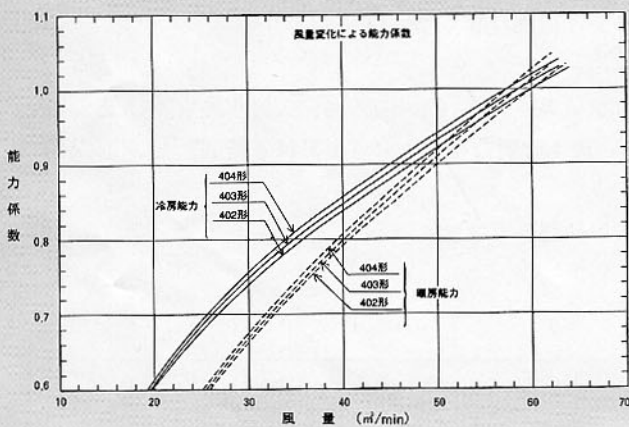 風量変化による能力係数
1,1
1,0
0,9
0,8
0,7
0,6
能力係数
冷房能力
404形
403形
402形
404形
403形
402形
暖房能力
10
20
30
40
50
60
70
風 量 (㎥/min)